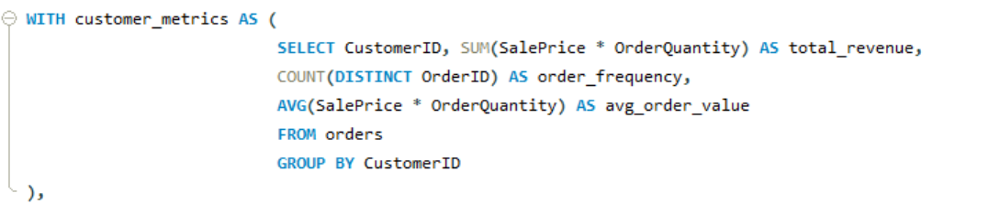 WITH customer_metrics AS (
SELECT CustomerID, SUM(SalePrice * OrderQuantity) AS total_revenue,
COUNT(DISTINCT OrderID) AS order_frequency,
AVG(SalePrice * OrderQuantity) AS avg_order_value
FROM orders
GROUP BY CustomerID
),